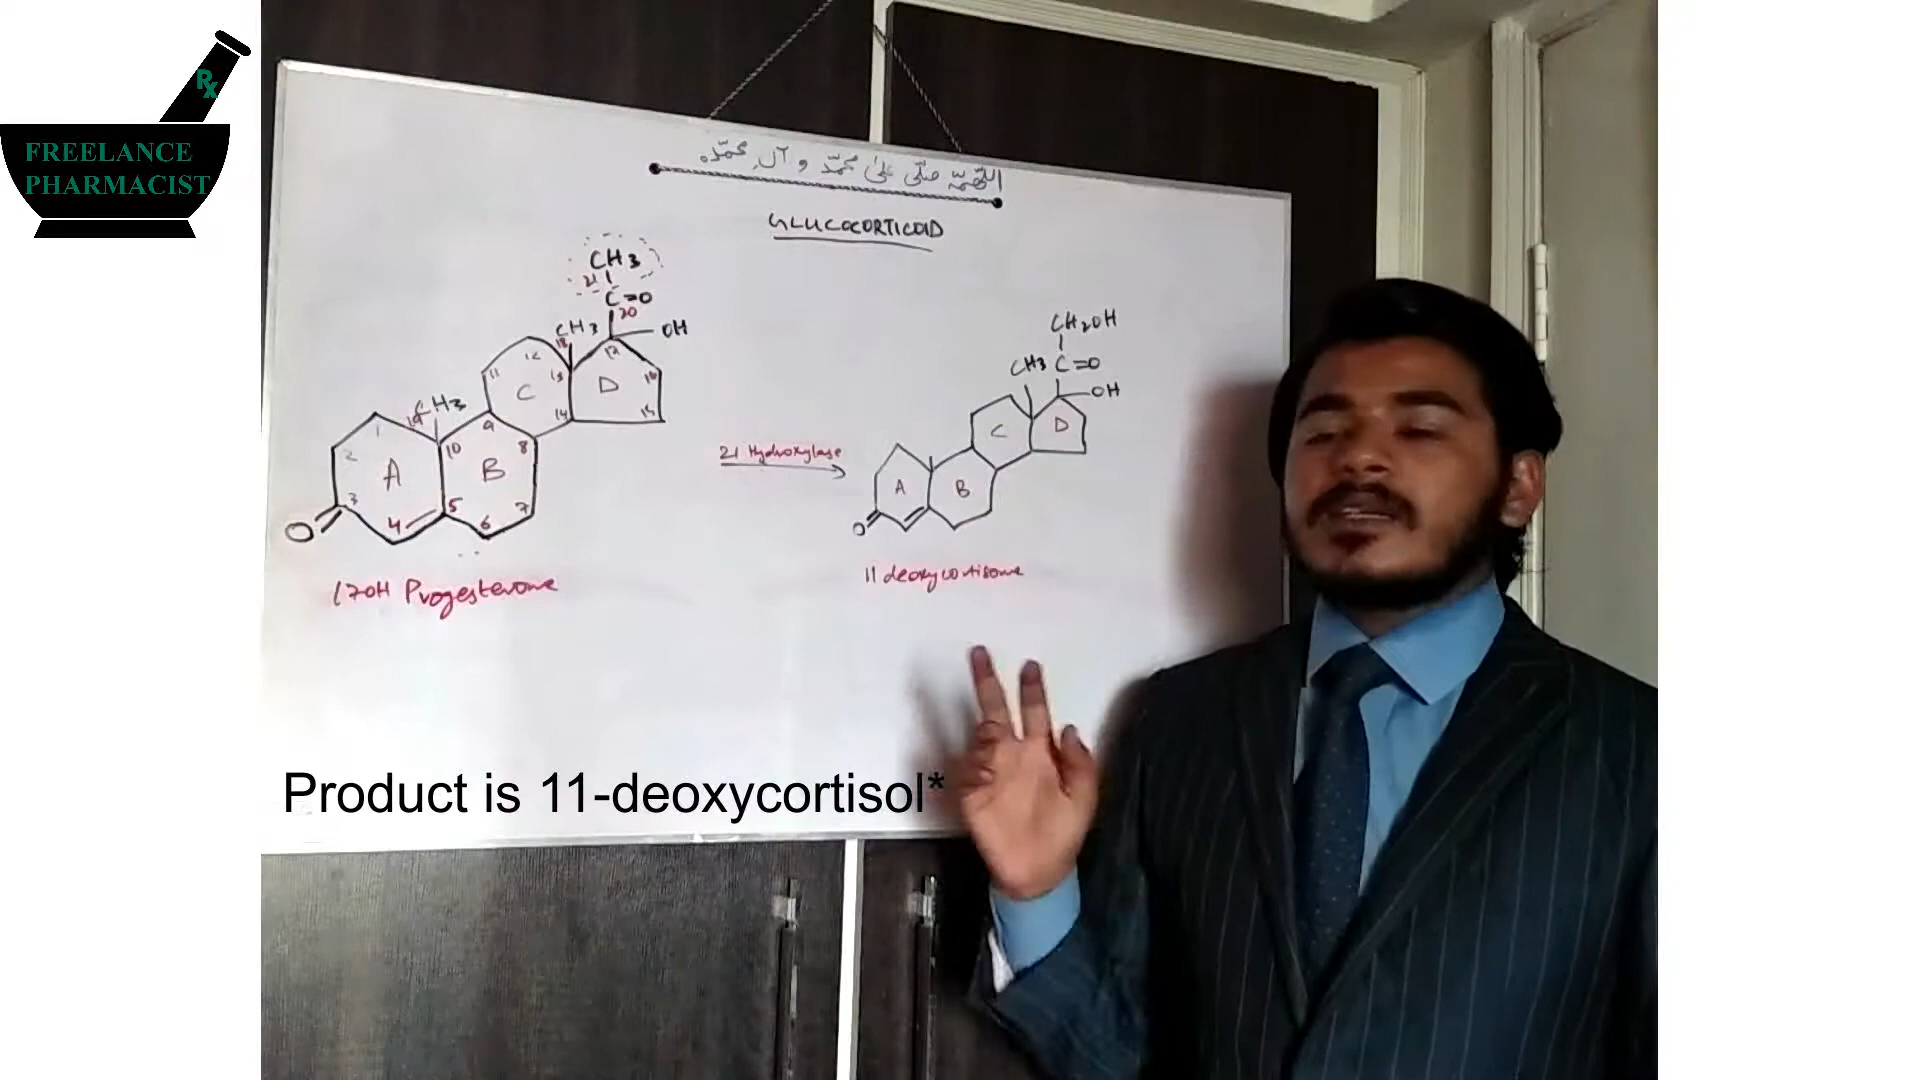 Rx
FREELANCE
PHARMACIST
اللّٰهمّہ صلّی علیٰ محمّد و آلِ محمّدہ
GLUCOCORTICOID
CH3
21
C=O
20
CH3
18
OH
17
12
11
13
16
C
D
14
15
19
CH3
1
9
2
10
8
A
B
3
5
7
4
6
O
17OH Progesterone
21 Hydroxylase
CH2OH
CH3 C=O
OH
C
D
A
B
O
11 deoxycortisone
Product is 11-deoxycortisol*